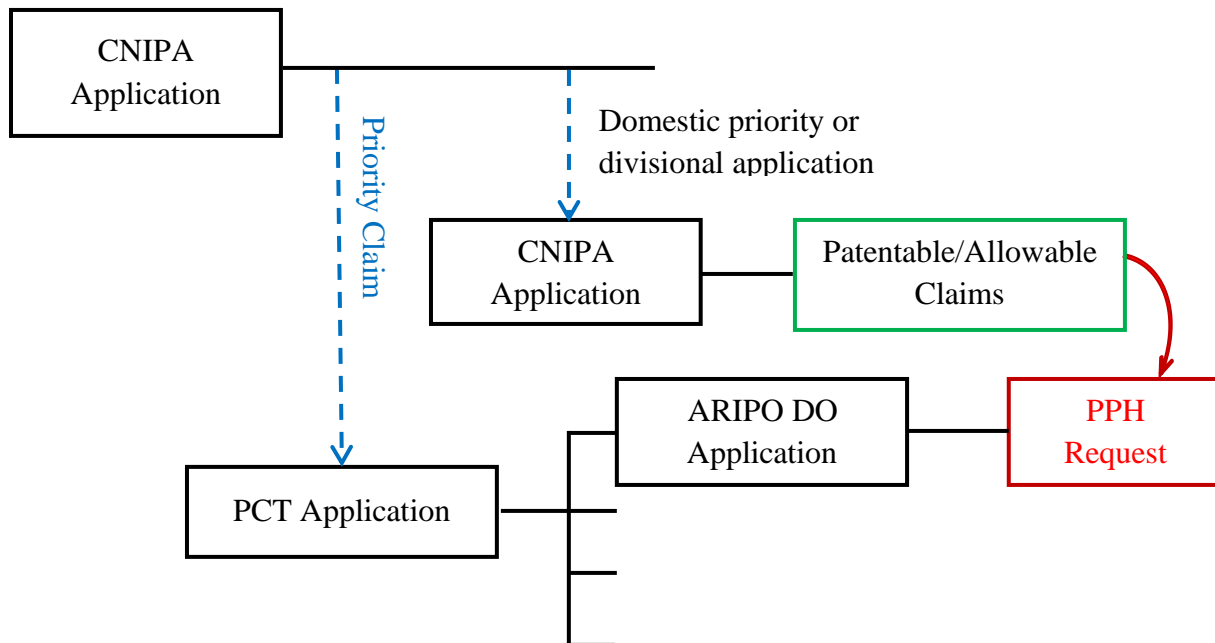 CNIPA
Application
Priority Claim
Domestic priority or
divisional application
CNIPA
Application
Patentable/Allowable
Claims
ARIPO DO
Application
PPH
Request
PCT Application